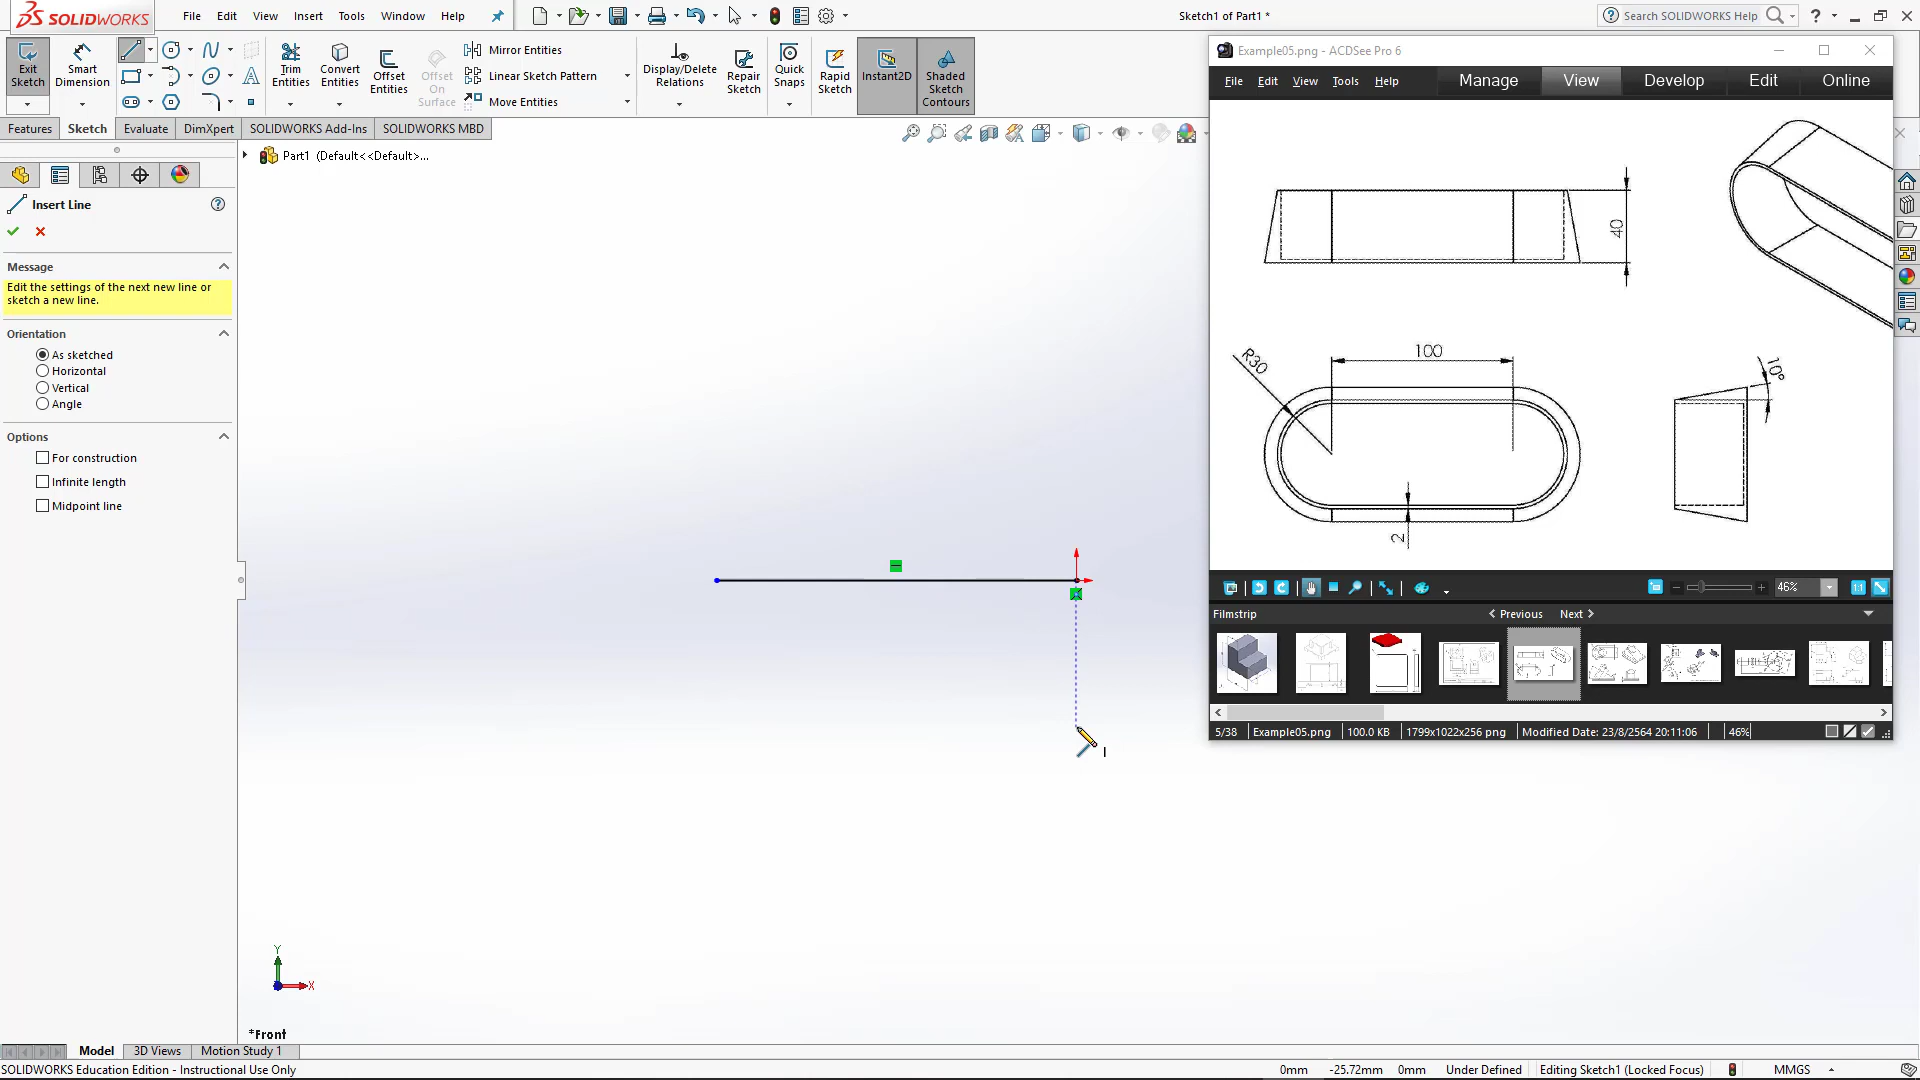 SOLIDWORKS
File Edit View Insert Tools Window Help
Sketch1 of Part1 *
Search SOLIDWORKS Help
Exit Sketch
Smart Dimension
Trim Entities
Convert Entities
Offset Entities
Offset On Surface
Mirror Entities
Linear Sketch Pattern
Move Entities
Display/Delete Relations
Repair Sketch
Quick Snaps
Rapid Sketch
Instant2D
Shaded Sketch Contours
Features Sketch Evaluate DimXpert SOLIDWORKS Add-Ins SOLIDWORKS MBD
Part1 (Default<<Default>...
Insert Line
Message
Edit the settings of the next new line or
sketch a new line.
Orientation
As sketched
Horizontal
Vertical
Angle
Options
For construction
Infinite length
Midpoint line
Example05.png - ACDSee Pro 6
File Edit View Tools Help
Manage View Develop Edit Online
40
100
R30
10°
2
46%
Filmstrip
Previous Next
5/38 Example05.png 100.0 KB 1799x1022x256 png Modified Date: 23/8/2564 20:11:06 46%
Y
X
*Front
Model 3D Views Motion Study 1
SOLIDWORKS Education Edition - Instructional Use Only
0mm -25.72mm 0mm Under Defined Editing Sketch1 (Locked Focus) MMGS